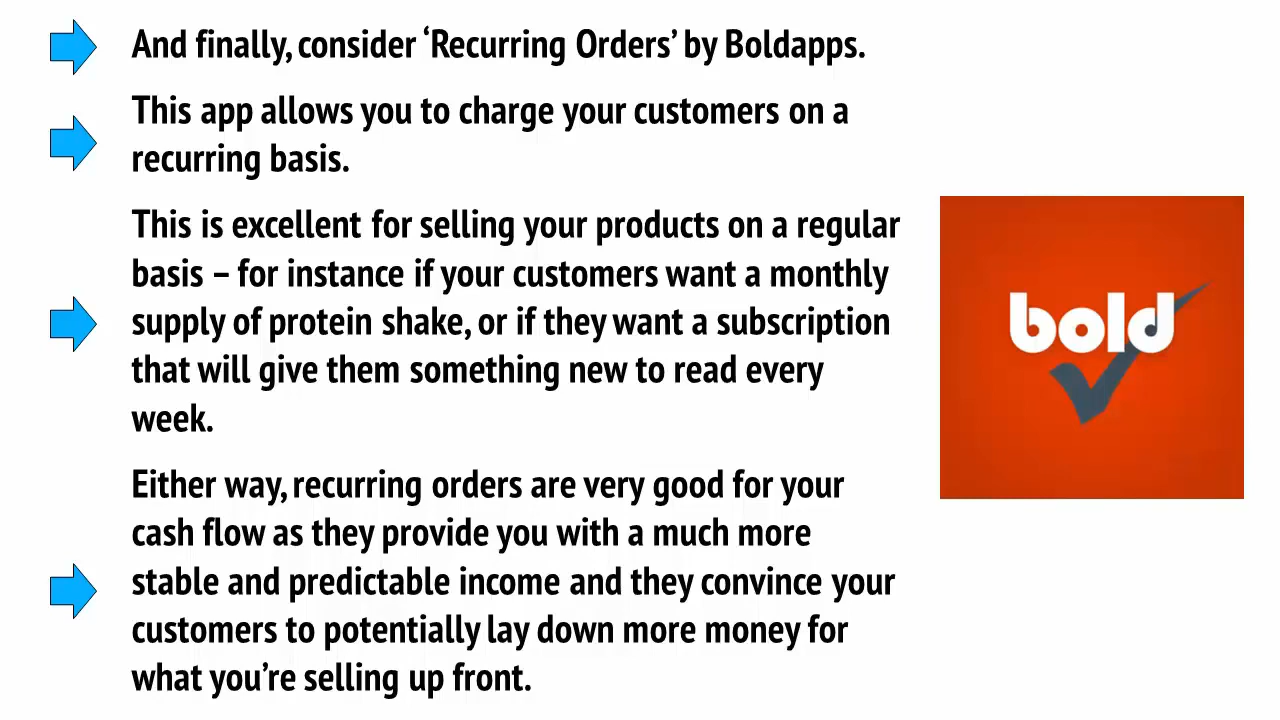 And finally, consider ‘Recurring Orders’ by Boldapps.
This app allows you to charge your customers on a
recurring basis.
This is excellent for selling your products on a regular
basis – for instance if your customers want a monthly
supply of protein shake, or if they want a subscription
that will give them something new to read every
week.
Either way, recurring orders are very good for your
cash flow as they provide you with a much more
stable and predictable income and they convince your
customers to potentially lay down more money for
what you’re selling up front.
bold